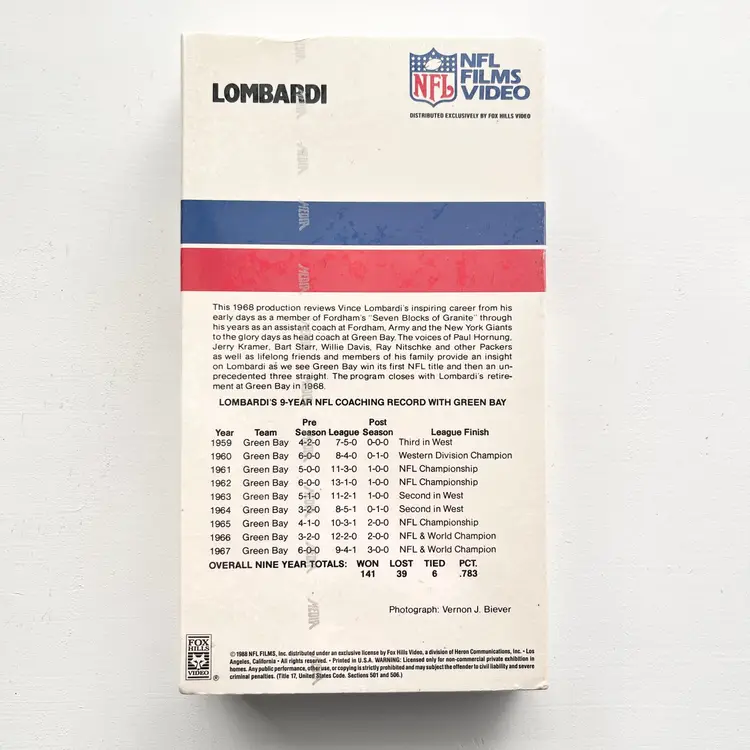 LOMBARDI
NFL
NFL
FILMS
VIDEO
DISTRIBUTED EXCLUSIVELY BY FOX HILLS VIDEO
MEDIA
MEDIA
MEDIA
MEDIA
This 1968 production reviews Vince Lombardi's inspiring career from his
early days as a member of Fordham's "Seven Blocks of Granite" through
his years as an assistant coach at Fordham, Army and the New York Giants
to the glory days as head coach at Green Bay. The voices of Paul Hornung,
Jerry Kramer, Bart Starr, Willie Davis, Ray Nitschke and other Packers
as well as lifelong friends and members of his family provide an insight
on Lombardi as we see Green Bay win its first NFL title and then an un-
precedented three straight. The program closes with Lombardi's retire-
ment at Green Bay in 1968.
LOMBARDI'S 9-YEAR NFL COACHING RECORD WITH GREEN BAY
Pre Post
Year Team Season League Season League Finish
1959 Green Bay 4-2-0 7-5-0 0-0-0 Third in West
1960 Green Bay 6-0-0 8-4-0 0-1-0 Western Division Champion
1961 Green Bay 5-0-0 11-3-0 1-0-0 NFL Championship
1962 Green Bay 6-0-0 13-1-0 1-0-0 NFL Championship
1963 Green Bay 5-1-0 11-2-1 1-0-0 Second in West
1964 Green Bay 3-2-0 8-5-1 0-1-0 Second in West
1965 Green Bay 4-1-0 10-3-1 2-0-0 NFL Championship
1966 Green Bay 3-2-0 12-2-0 2-0-0 NFL & World Champion
1967 Green Bay 6-0-0 9-4-1 3-0-0 NFL & World Champion
OVERALL NINE YEAR TOTALS: WON LOST TIED PCT.
141 39 6 .783
MEDIA
Photograph: Vernon J. Biever
FOX
HILLS
VIDEO
®
© 1988 NFL FILMS, Inc. distributed under an exclusive license by Fox Hills Video, a division of Heron Communications, Inc. • Los
Angeles, California • All rights reserved. • Printed in U.S.A. WARNING: Licensed only for non-commercial private exhibition in
homes. Any public performance, other use, or copying is strictly prohibited and may subject the offender to civil liability and severe
criminal penalties. (Title 17, United States Code. Sections 501 and 506.)